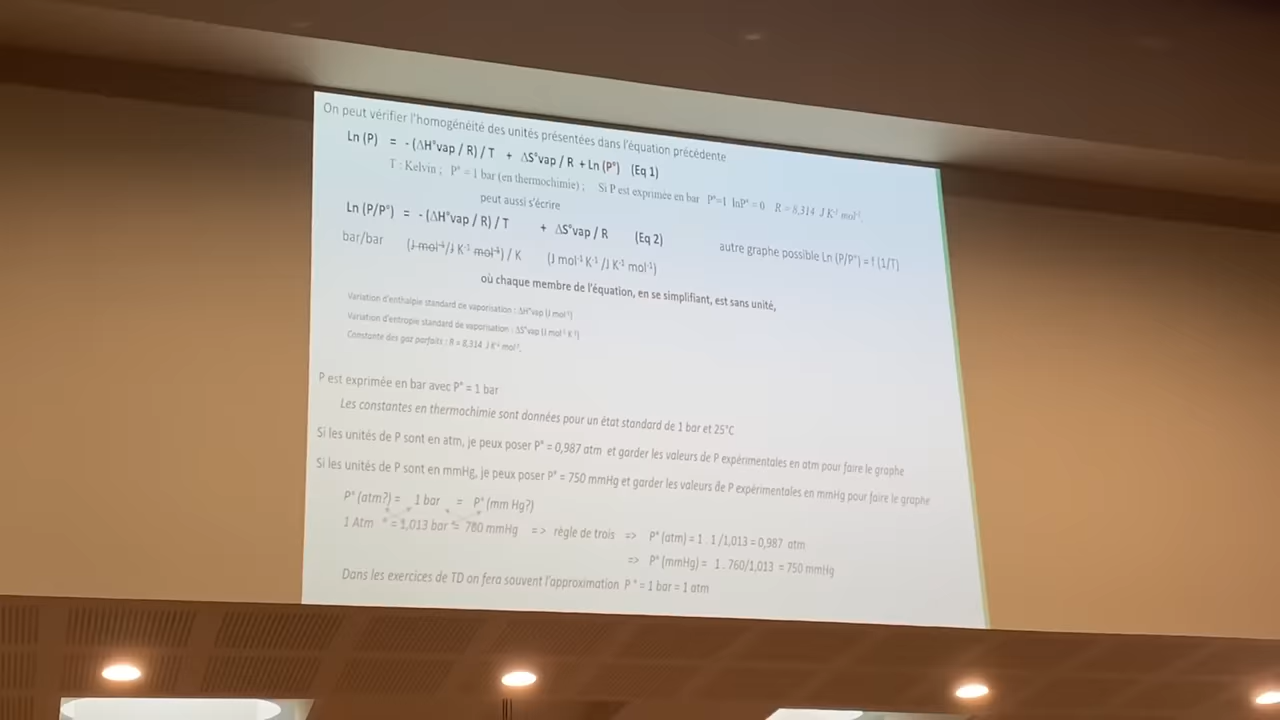 On peut vérifier l'homogénéité des unités présentées dans l'équation précédente
Ln (P) = - (ΔH°vap / R) / T + ΔS°vap / R + Ln (P°) (Eq 1)
T : Kelvin ; P° = 1 bar (en thermochimie) ; Si P est exprimée en bar P°=1 lnP° = 0 R = 8,314 J K⁻¹ mol⁻¹.
peut aussi s'écrire
Ln (P/P°) = - (ΔH°vap / R) / T + ΔS°vap / R (Eq 2)
autre graphe possible Ln (P/P°) = f (1/T)
bar/bar (J mol⁻¹/J K⁻¹ mol⁻¹) / K (J mol⁻¹ K⁻¹ /J K⁻¹ mol⁻¹)
où chaque membre de l'équation, en se simplifiant, est sans unité,
Variation d'enthalpie standard de vaporisation : ΔH°vap (J mol⁻¹)
Variation d'entropie standard de vaporisation : ΔS°vap (J mol⁻¹ K⁻¹)
Constante des gaz parfaits : R = 8,314 J K⁻¹ mol⁻¹.
P est exprimée en bar avec P° = 1 bar
Les constantes en thermochimie sont données pour un état standard de 1 bar et 25°C
Si les unités de P sont en atm, je peux poser P° = 0,987 atm et garder les valeurs de P expérimentales en atm pour faire le graphe
Si les unités de P sont en mmHg, je peux poser P° = 750 mmHg et garder les valeurs de P expérimentales en mmHg pour faire le graphe
P° (atm?) = 1 bar = P° (mm Hg?)
1 Atm = 1,013 bar = 760 mmHg => règle de trois => P° (atm) = 1 . 1 /1,013 = 0,987 atm
=> P° (mmHg) = 1 . 760/1,013 = 750 mmHg
Dans les exercices de TD on fera souvent l'approximation P ° = 1 bar = 1 atm